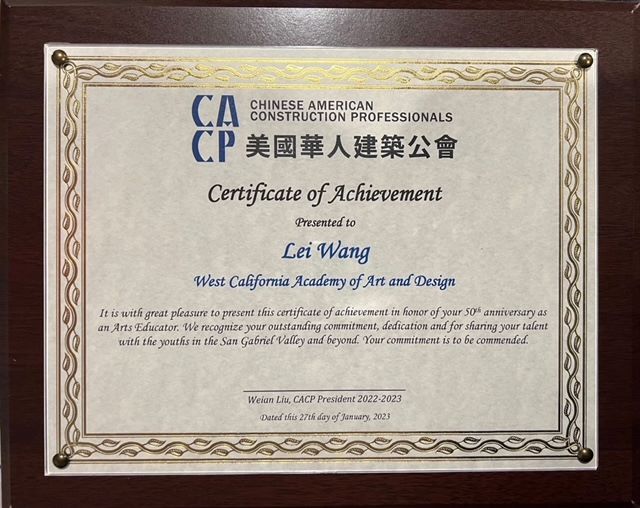 CACP
CHINESE AMERICAN
CONSTRUCTION PROFESSIONALS
美國華人建築公會
Certificate of Achievement
Presented to
Lei Wang
West California Academy of Art and Design
It is with great pleasure to present this certificate of achievement in honor of your 50th anniversary as
an Arts Educator. We recognize your outstanding commitment, dedication and for sharing your talent
with the youths in the San Gabriel Valley and beyond. Your commitment is to be commended.
Weian Liu, CACP President 2022-2023
Dated this 27th day of January, 2023